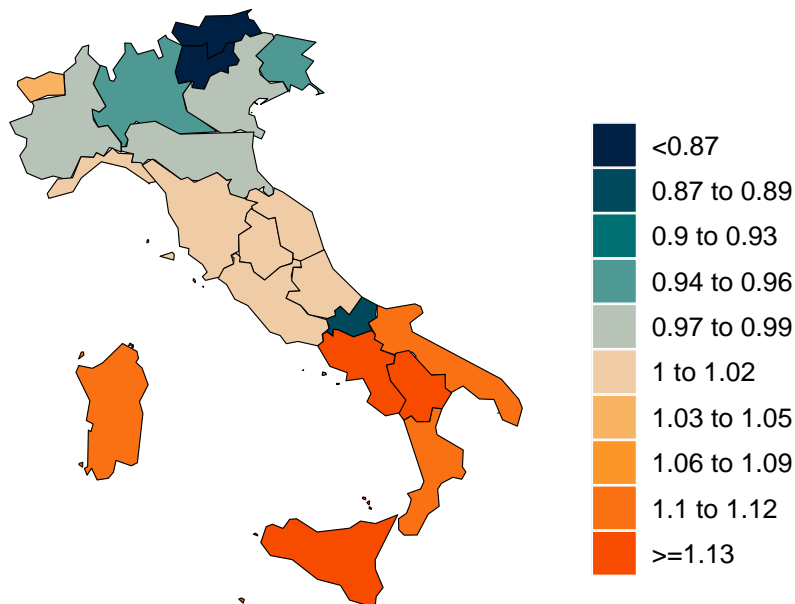 <0.87
0.87 to 0.89
0.9 to 0.93
0.94 to 0.96
0.97 to 0.99
1 to 1.02
1.03 to 1.05
1.06 to 1.09
1.1 to 1.12
>=1.13